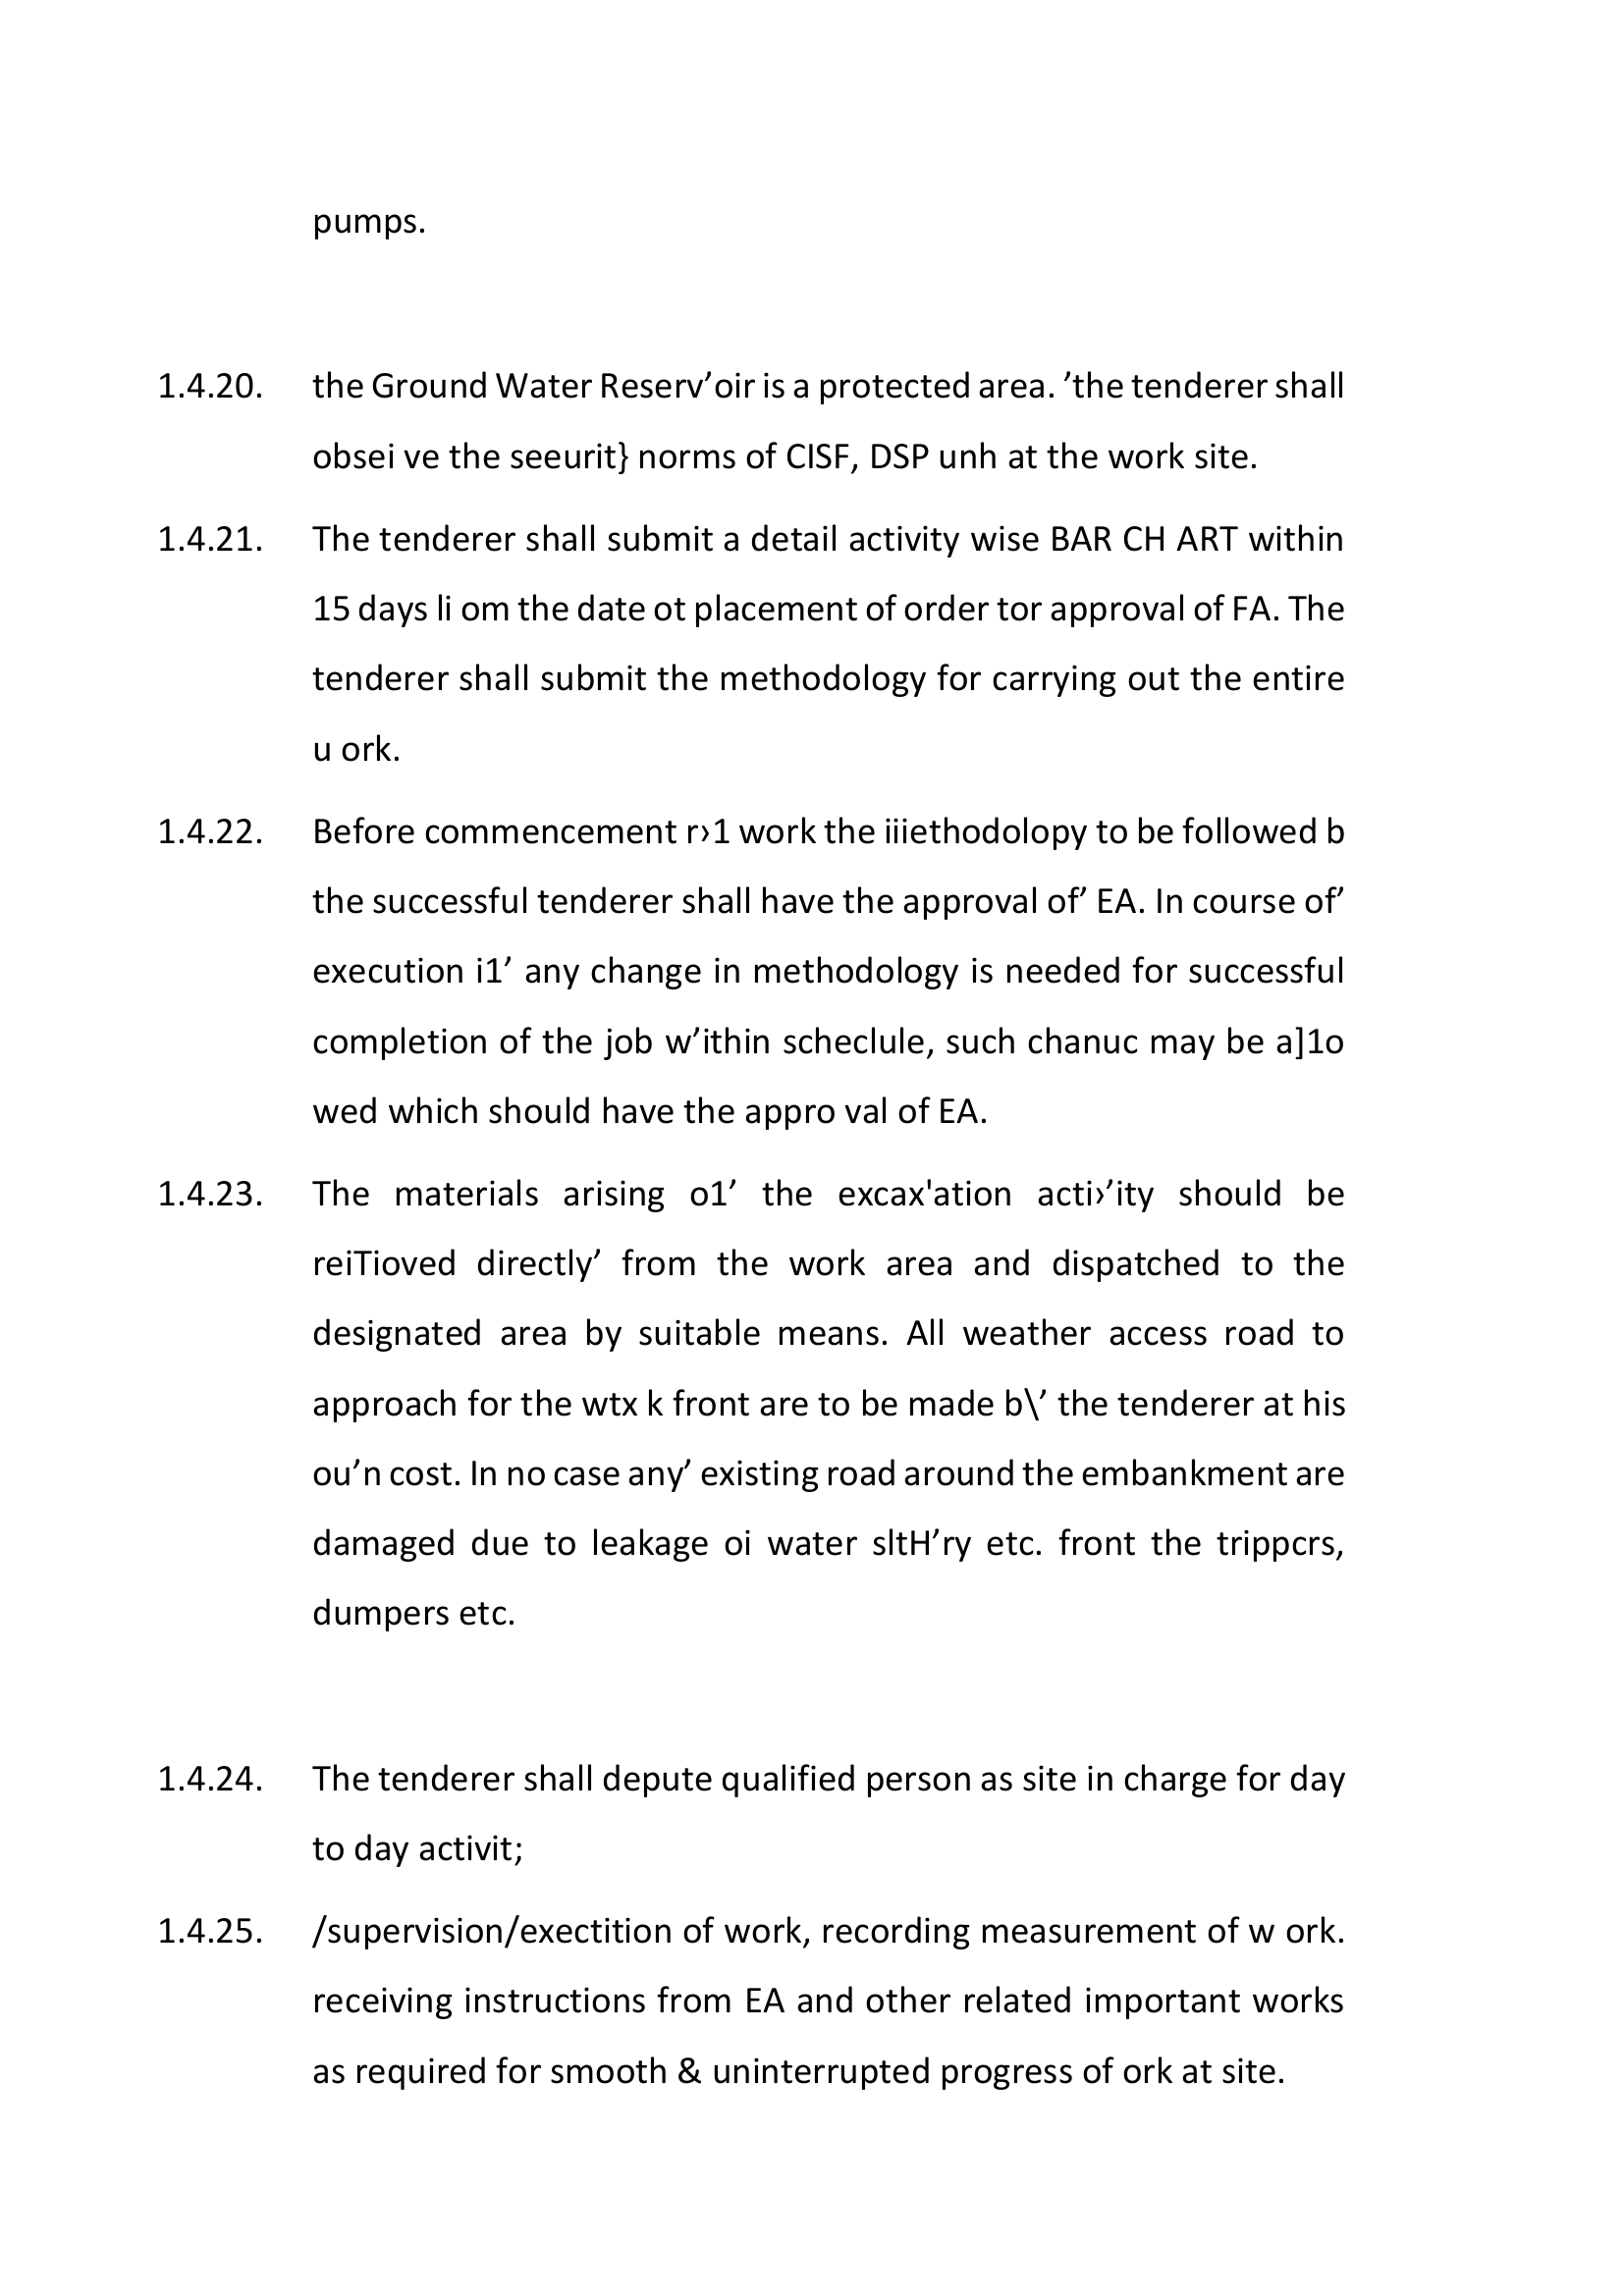 pumps.
1.4.20. the Ground Water Reserv’oir is a protected area. ’the tenderer shall
obsei ve the seeurit} norms of CISF, DSP unh at the work site.
1.4.21. The tenderer shall submit a detail activity wise BAR CH ART within
15 days li om the date ot placement of order tor approval of FA. The
tenderer shall submit the methodology for carrying out the entire
u ork.
1.4.22. Before commencement r›1 work the iiiethodolopy to be followed b
the successful tenderer shall have the approval of’ EA. In course of’
execution i1’ any change in methodology is needed for successful
completion of the job w’ithin scheclule, such chanuc may be a]1o
wed which should have the appro val of EA.
1.4.23. The materials arising o1’ the excax'ation acti›’ity should be
reiTioved directly’ from the work area and dispatched to the
designated area by suitable means. All weather access road to
approach for the wtx k front are to be made b\’ the tenderer at his
ou’n cost. In no case any’ existing road around the embankment are
damaged due to leakage oi water sltH’ry etc. front the trippcrs,
dumpers etc.
1.4.24. The tenderer shall depute qualified person as site in charge for day
to day activit;
1.4.25. /supervision/exectition of work, recording measurement of w ork.
receiving instructions from EA and other related important works
as required for smooth & uninterrupted progress of ork at site.